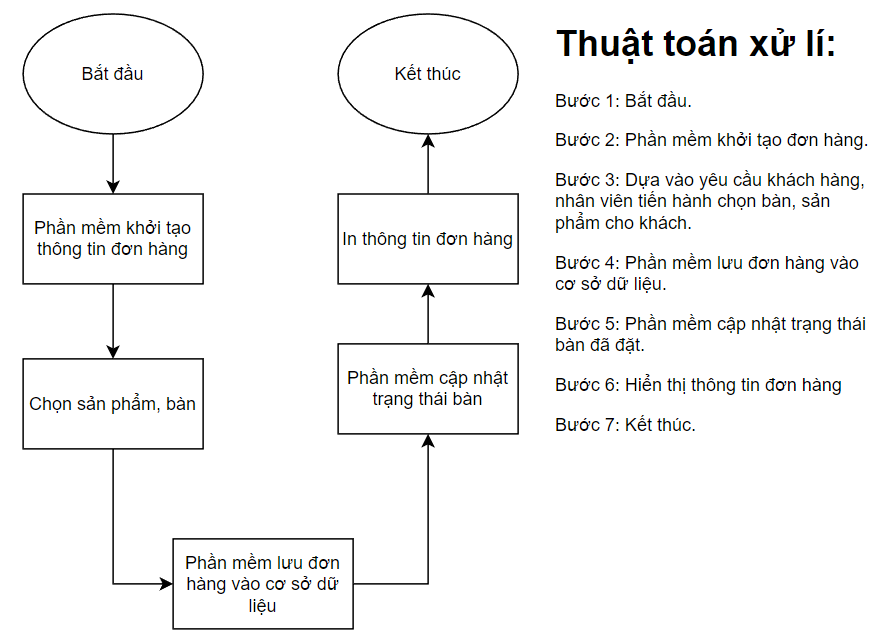 Bắt đầu
Phần mềm khởi tạo
thông tin đơn hàng
Chọn sản phẩm, bàn
Phần mềm lưu đơn
hàng vào cơ sở dữ
liệu
Phần mềm cập nhật
trạng thái bàn
In thông tin đơn hàng
Kết thúc
Thuật toán xử lí:
Bước 1: Bắt đầu.
Bước 2: Phần mềm khởi tạo đơn hàng.
Bước 3: Dựa vào yêu cầu khách hàng,
nhân viên tiến hành chọn bàn, sản
phẩm cho khách.
Bước 4: Phần mềm lưu đơn hàng vào
cơ sở dữ liệu.
Bước 5: Phần mềm cập nhật trạng thái
bàn đã đặt.
Bước 6: Hiển thị thông tin đơn hàng
Bước 7: Kết thúc.